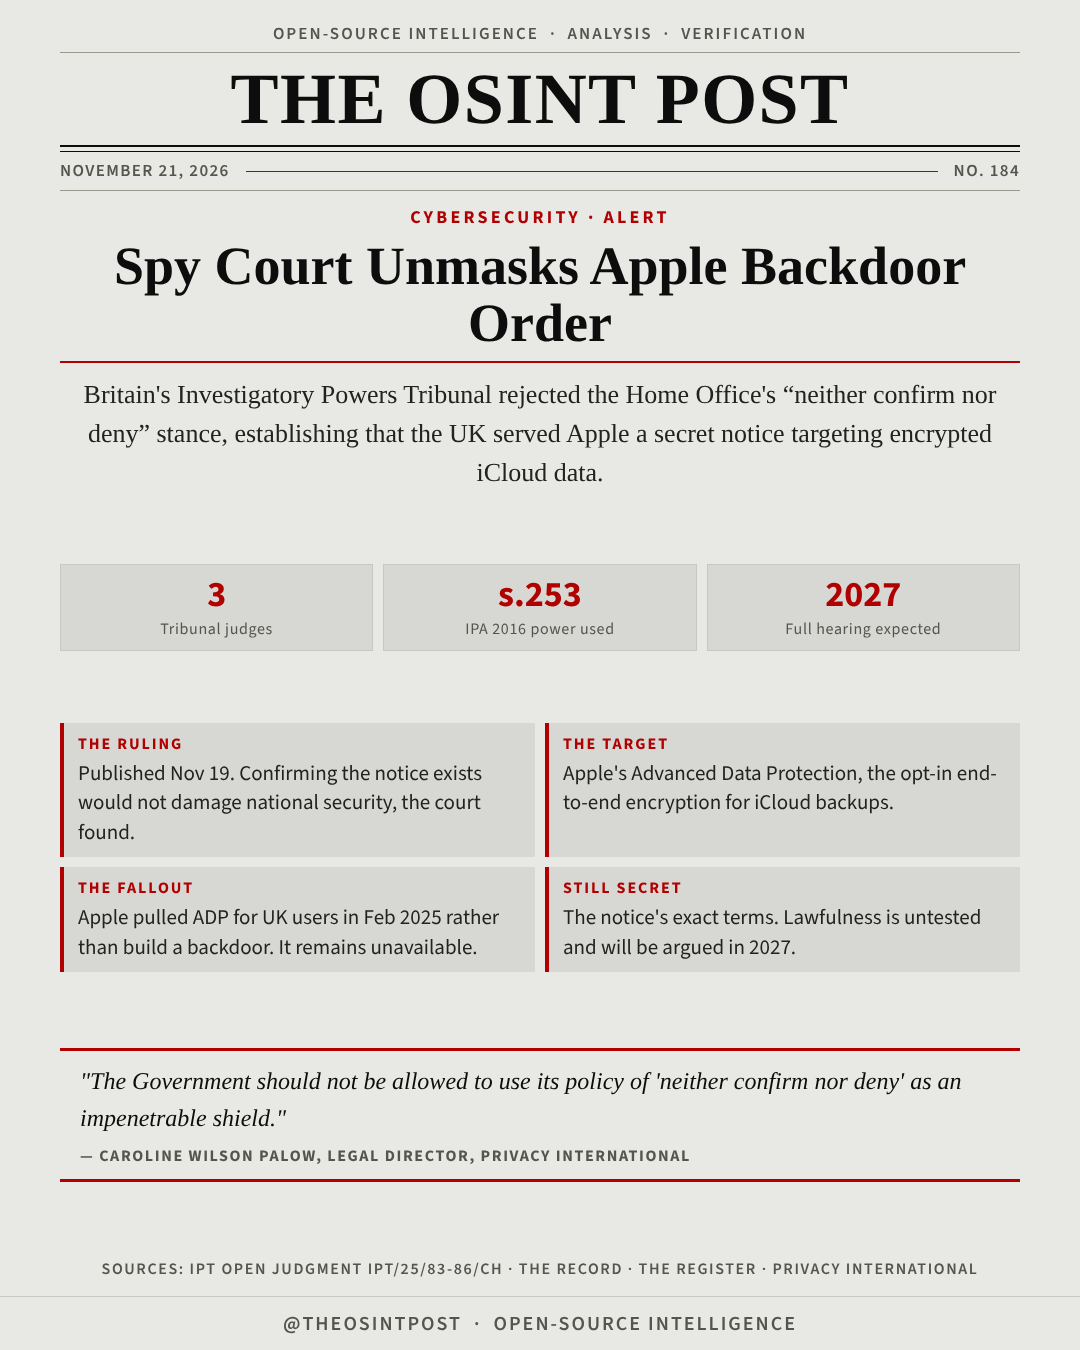 OPEN-SOURCE INTELLIGENCE · ANALYSIS · VERIFICATION
THE OSINT POST
NOVEMBER 21, 2026
NO. 184
CYBERSECURITY · ALERT
Spy Court Unmasks Apple Backdoor
Order
Britain's Investigatory Powers Tribunal rejected the Home Office's “neither confirm nor
deny” stance, establishing that the UK served Apple a secret notice targeting encrypted
iCloud data.
3
Tribunal judges
s.253
IPA 2016 power used
2027
Full hearing expected
THE RULING
Published Nov 19. Confirming the notice exists
would not damage national security, the court
found.
THE TARGET
Apple's Advanced Data Protection, the opt-in end-
to-end encryption for iCloud backups.
THE FALLOUT
Apple pulled ADP for UK users in Feb 2025 rather
than build a backdoor. It remains unavailable.
STILL SECRET
The notice's exact terms. Lawfulness is untested
and will be argued in 2027.
"The Government should not be allowed to use its policy of 'neither confirm nor deny' as an
impenetrable shield."
— CAROLINE WILSON PALOW, LEGAL DIRECTOR, PRIVACY INTERNATIONAL
SOURCES: IPT OPEN JUDGMENT IPT/25/83-86/CH · THE RECORD · THE REGISTER · PRIVACY INTERNATIONAL
@THEOSINTPOST · OPEN-SOURCE INTELLIGENCE